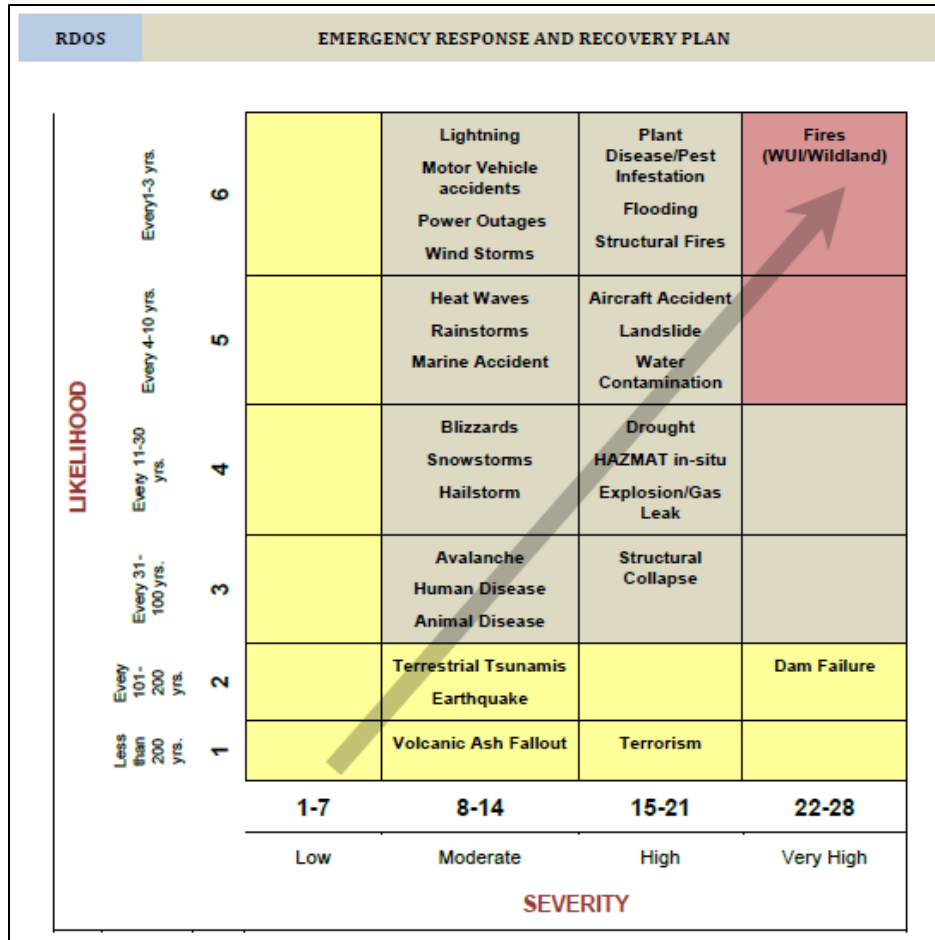 RDOS
EMERGENCY RESPONSE AND RECOVERY PLAN
LIKELIHOOD
Every1-3 yrs.
6
Lightning
Motor Vehicle
accidents
Power Outages
Wind Storms
Plant
Disease/Pest
Infestation
Flooding
Structural Fires
Fires
(WUI/Wildland)
Every 4-10 yrs.
5
Heat Waves
Rainstorms
Marine Accident
Aircraft Accident
Landslide
Water
Contamination
Every 11-30
yrs.
4
Blizzards
Snowstorms
Hailstorm
Drought
HAZMAT in-situ
Explosion/Gas
Leak
Every 31-
100 yrs.
3
Avalanche
Human Disease
Animal Disease
Structural
Collapse
Every
101-
200
yrs.
2
Terrestrial Tsunamis
Earthquake
Dam Failure
Less
than
200
yrs.
1
Volcanic Ash Fallout
Terrorism
1-7
8-14
15-21
22-28
Low
Moderate
High
Very High
SEVERITY